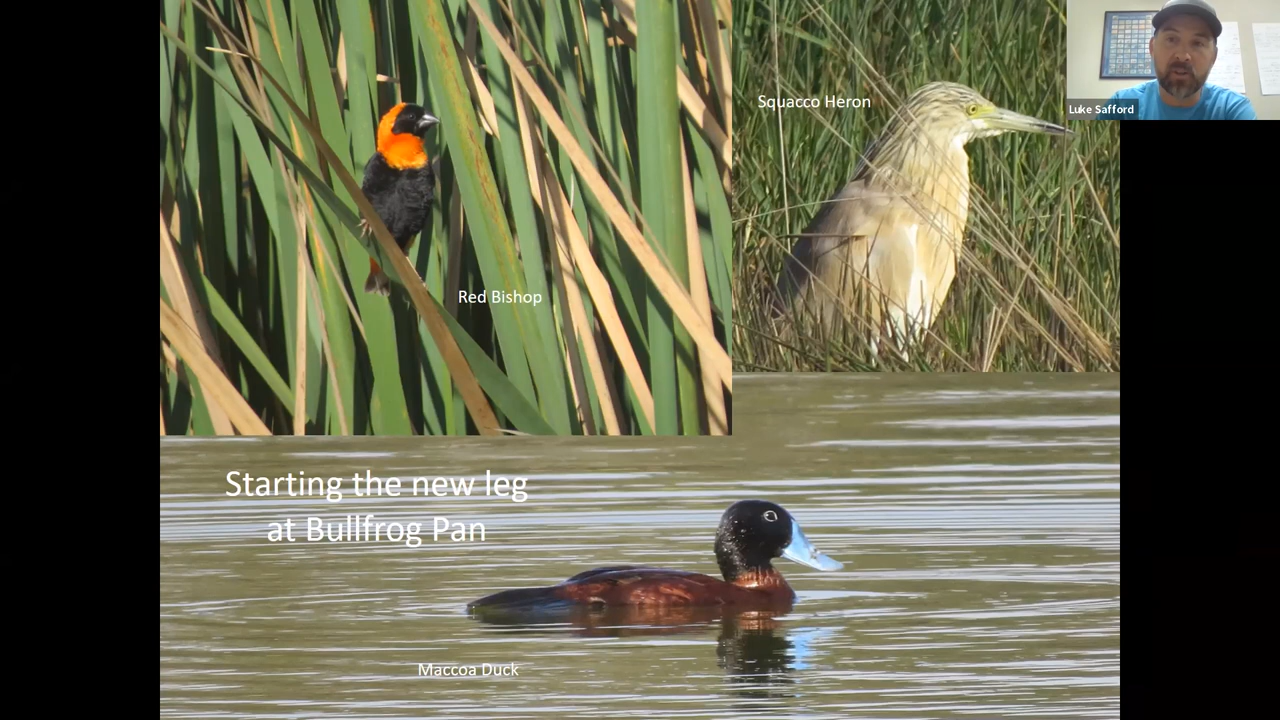 Squacco Heron
Luke Safford
Red Bishop
Starting the new leg
at Bullfrog Pan
Maccoa Duck